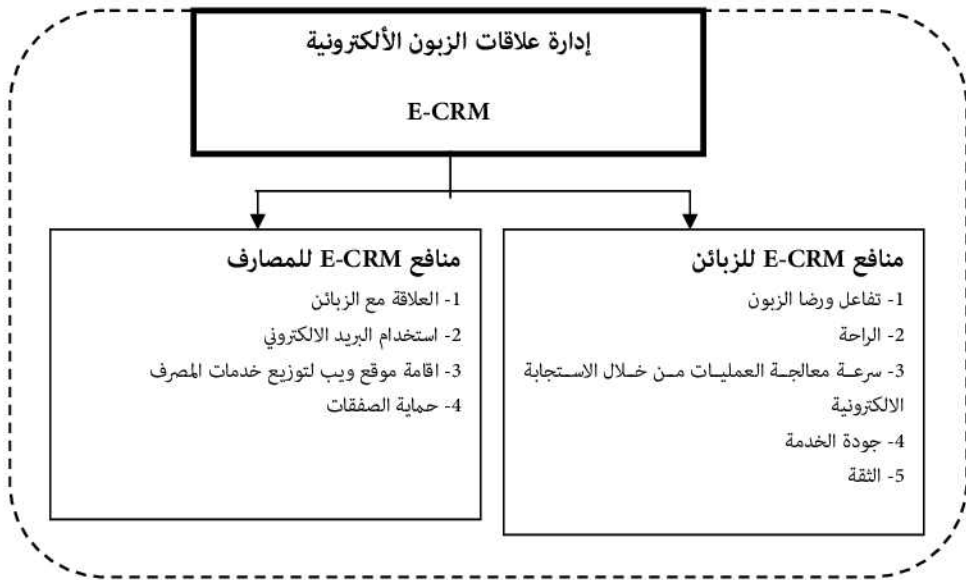 إدارة علاقات الزبون الألكترونية
E-CRM
منافع E-CRM للزبائن
1- تفاعل ورضا الزبون
2- الراحة
3- سرعة معالجة العمليات من خلال الاستجابة
الالكترونية
4- جودة الخدمة
5- الثقة
منافع E-CRM للمصارف
1- العلاقة مع الزبائن
2- استخدام البريد الالكتروني
3- اقامة موقع ويب لتوزيع خدمات المصرف
4- حماية الصفقات